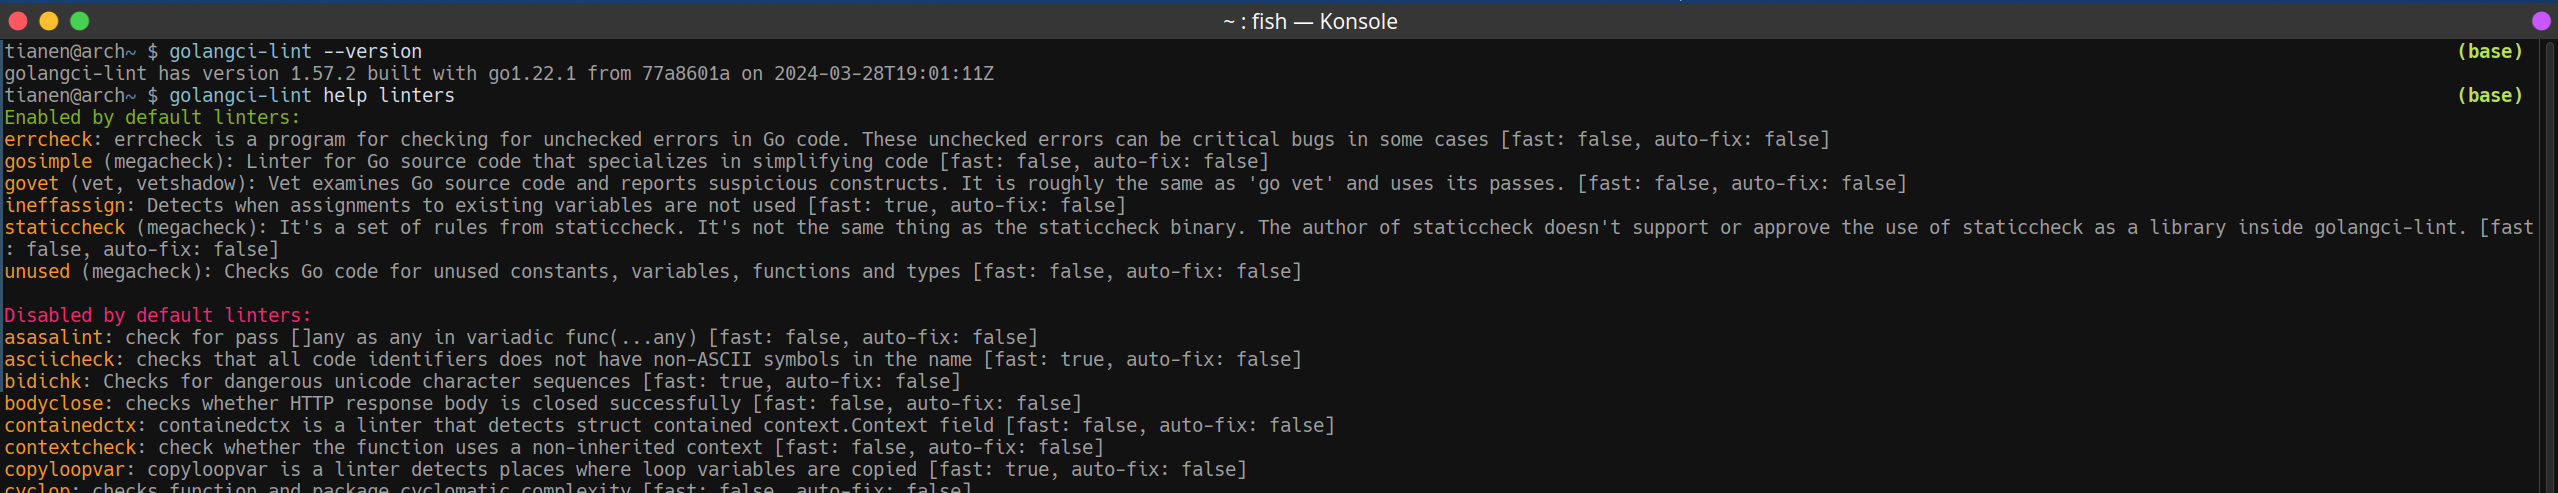 ~ : fish — Konsole
tianen@arch~ $ golangci-lint --version (base)
golangci-lint has version 1.57.2 built with go1.22.1 from 77a8601a on 2024-03-28T19:01:11Z
tianen@arch~ $ golangci-lint help linters (base)
Enabled by default linters:
errcheck: errcheck is a program for checking for unchecked errors in Go code. These unchecked errors can be critical bugs in some cases [fast: false, auto-fix: false]
gosimple (megacheck): Linter for Go source code that specializes in simplifying code [fast: false, auto-fix: false]
govet (vet, vetshadow): Vet examines Go source code and reports suspicious constructs. It is roughly the same as 'go vet' and uses its passes. [fast: false, auto-fix: false]
ineffassign: Detects when assignments to existing variables are not used [fast: true, auto-fix: false]
staticcheck (megacheck): It's a set of rules from staticcheck. It's not the same thing as the staticcheck binary. The author of staticcheck doesn't support or approve the use of staticcheck as a library inside golangci-lint. [fast
: false, auto-fix: false]
unused (megacheck): Checks Go code for unused constants, variables, functions and types [fast: false, auto-fix: false]
Disabled by default linters:
asasalint: check for pass []any as any in variadic func(...any) [fast: false, auto-fix: false]
asciicheck: checks that all code identifiers does not have non-ASCII symbols in the name [fast: true, auto-fix: false]
bidichk: Checks for dangerous unicode character sequences [fast: true, auto-fix: false]
bodyclose: checks whether HTTP response body is closed successfully [fast: false, auto-fix: false]
containedctx: containedctx is a linter that detects struct contained context.Context field [fast: false, auto-fix: false]
contextcheck: check whether the function uses a non-inherited context [fast: false, auto-fix: false]
copyloopvar: copyloopvar is a linter detects places where loop variables are copied [fast: true, auto-fix: false]
cyclop: checks function and package cyclomatic complexity [fast: false, auto-fix: false]